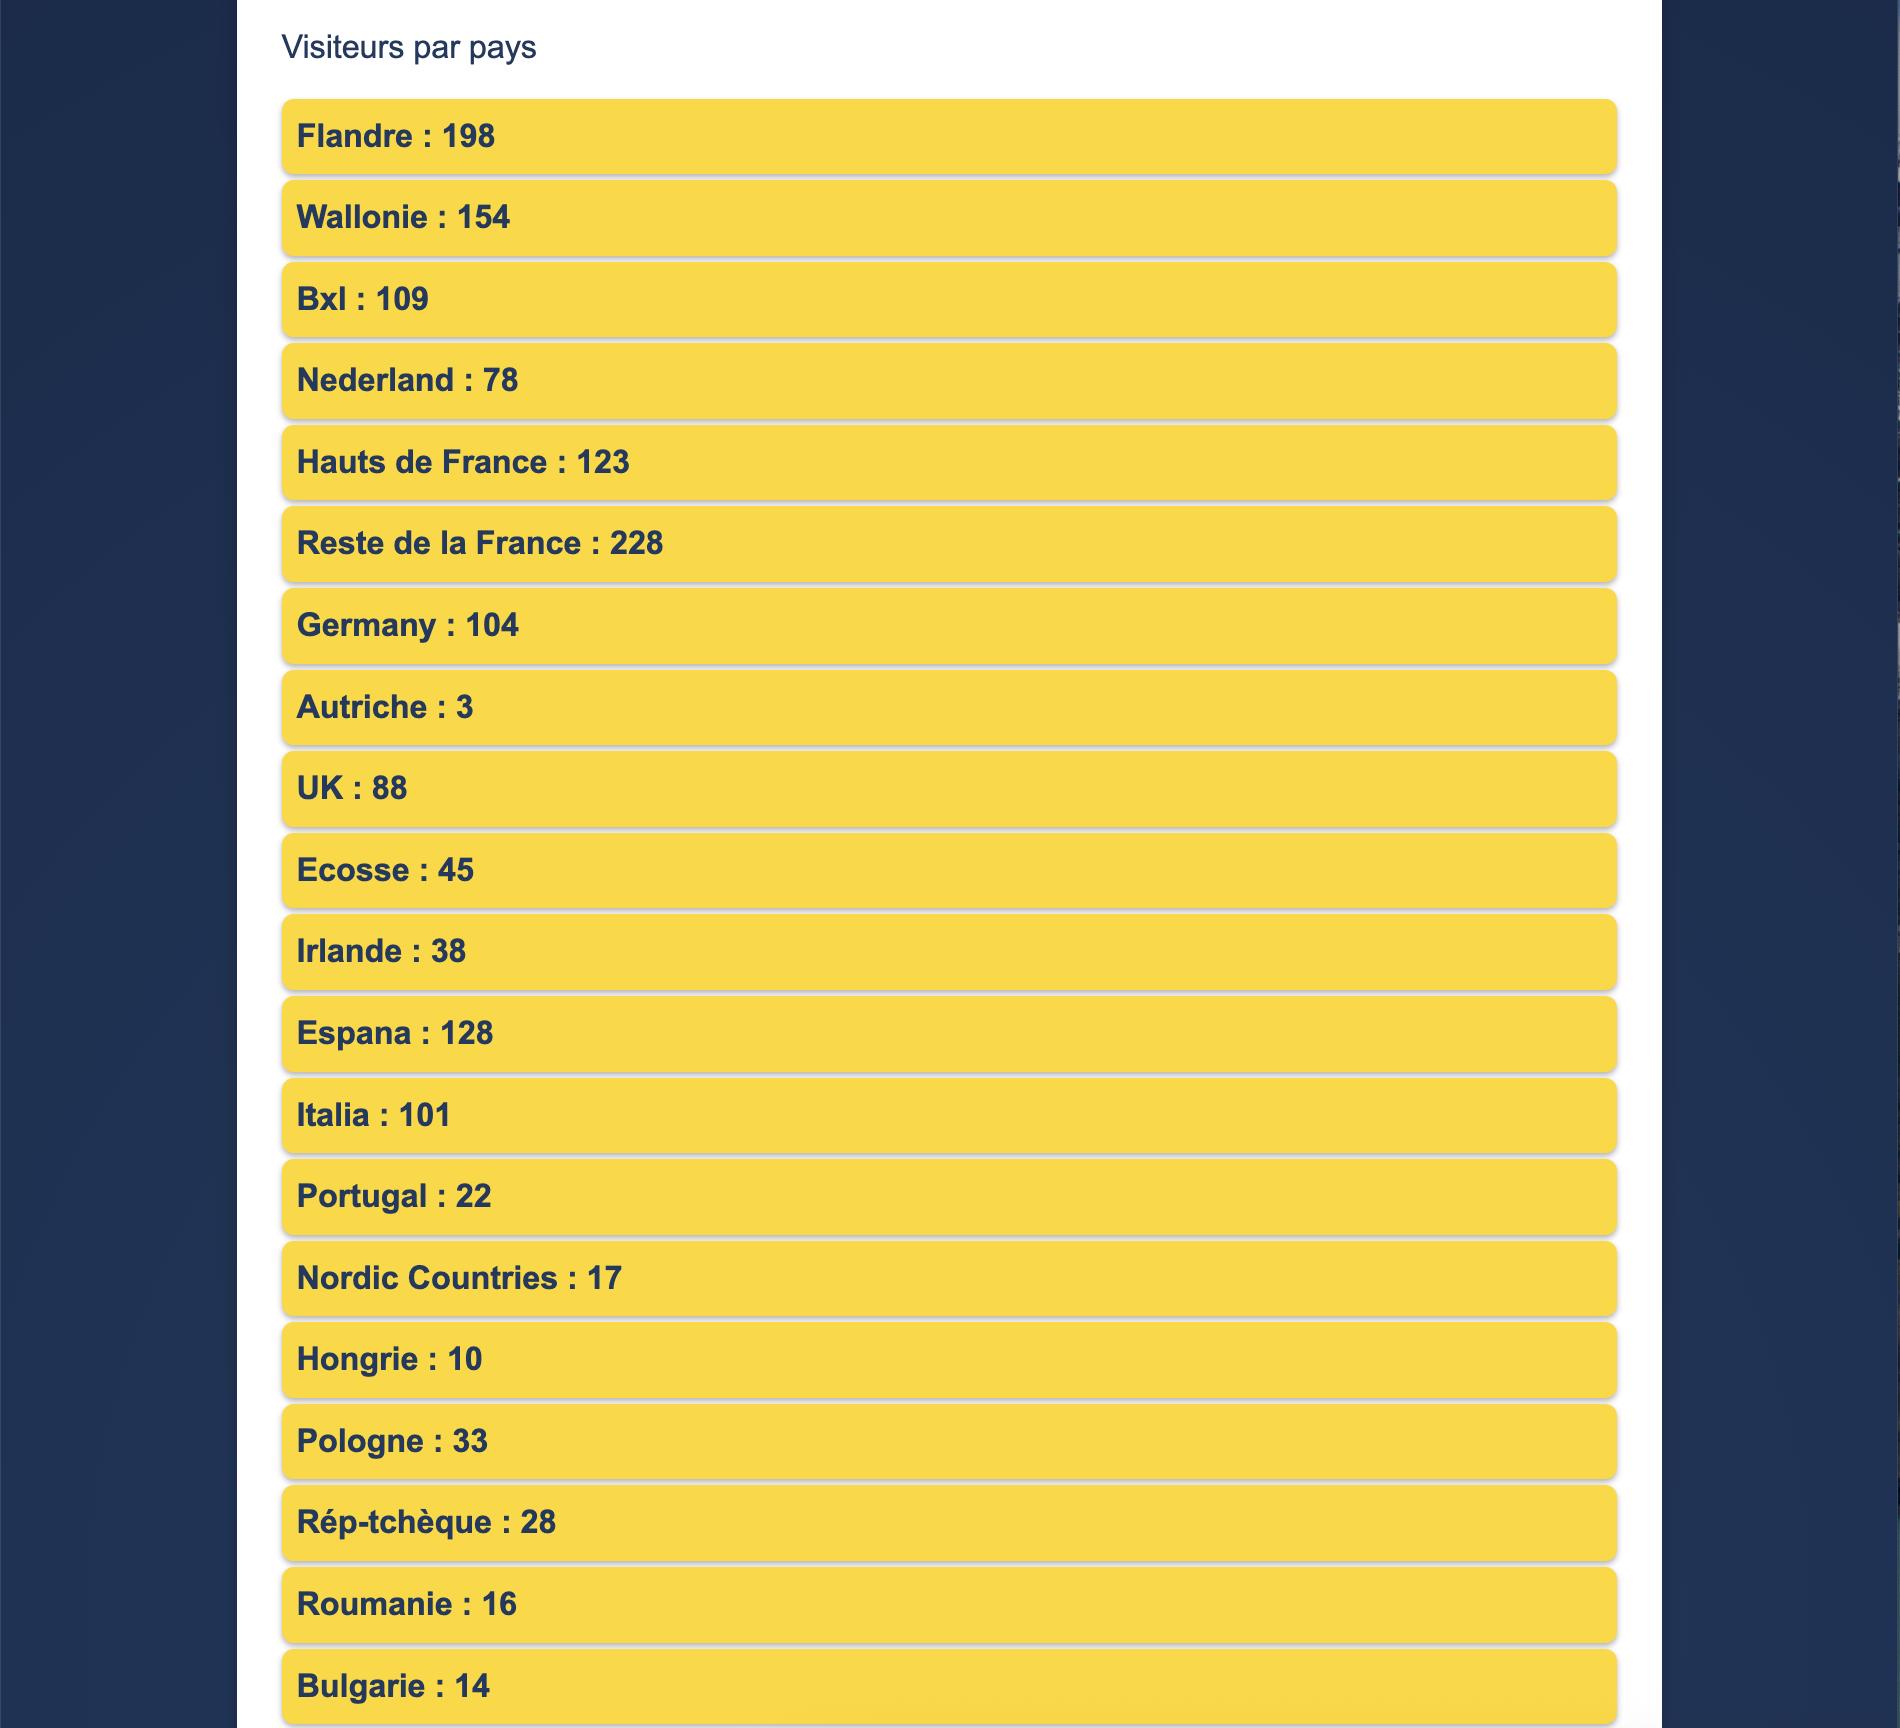 Visiteurs par pays
Flandre : 198
Wallonie : 154
Bxl : 109
Nederland : 78
Hauts de France : 123
Reste de la France : 228
Germany : 104
Autriche : 3
UK : 88
Ecosse : 45
Irlande : 38
Espana : 128
Italia : 101
Portugal : 22
Nordic Countries : 17
Hongrie : 10
Pologne : 33
Rép-tchèque : 28
Roumanie : 16
Bulgarie : 14